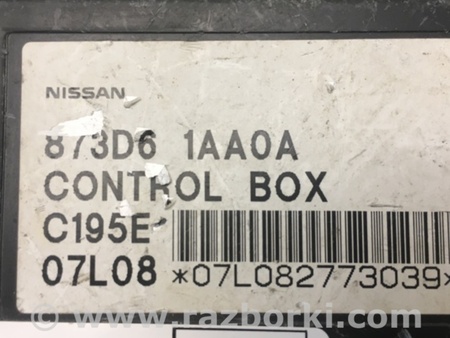 NISSAN
873D6 1AA0A
CONTROL BOX
C195E
07L08 *07L082773039*
www.razborki.com